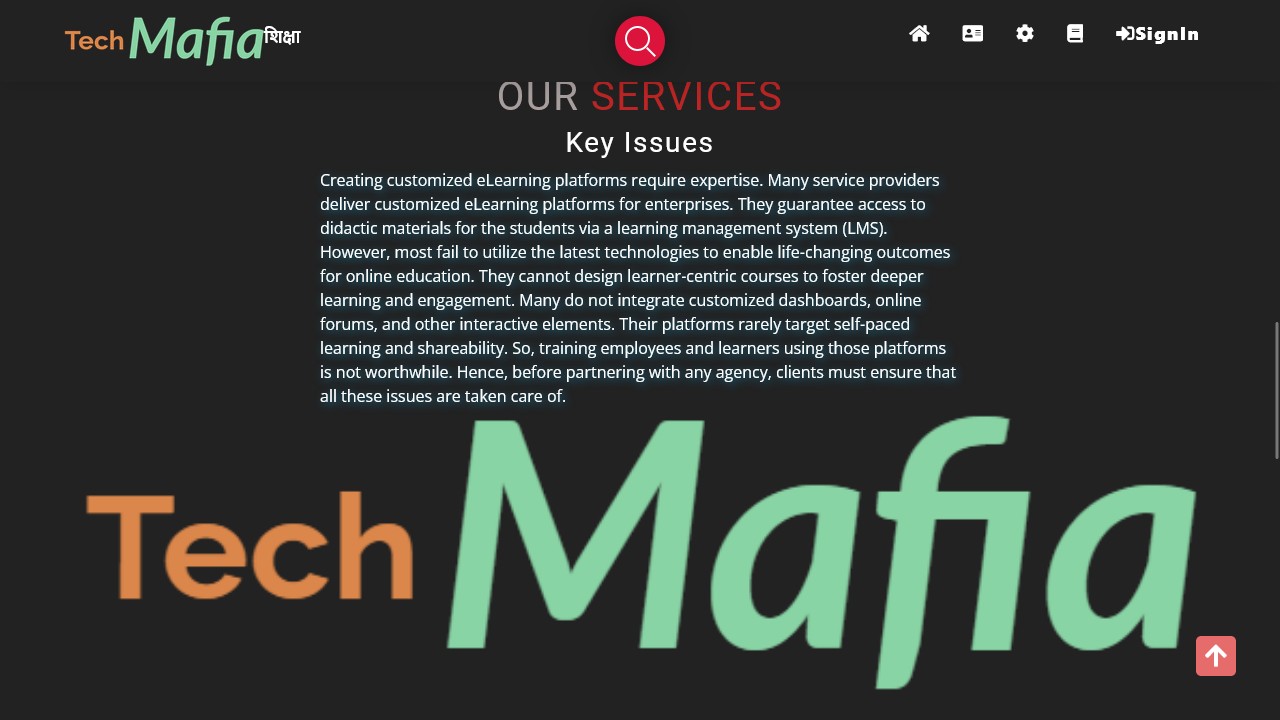 Tech Mafia शिक्षा
SignIn
OUR SERVICES
Key Issues
Creating customized eLearning platforms require expertise. Many service providers
deliver customized eLearning platforms for enterprises. They guarantee access to
didactic materials for the students via a learning management system (LMS).
However, most fail to utilize the latest technologies to enable life-changing outcomes
for online education. They cannot design learner-centric courses to foster deeper
learning and engagement. Many do not integrate customized dashboards, online
forums, and other interactive elements. Their platforms rarely target self-paced
learning and shareability. So, training employees and learners using those platforms
is not worthwhile. Hence, before partnering with any agency, clients must ensure that
all these issues are taken care of.
Tech Mafia